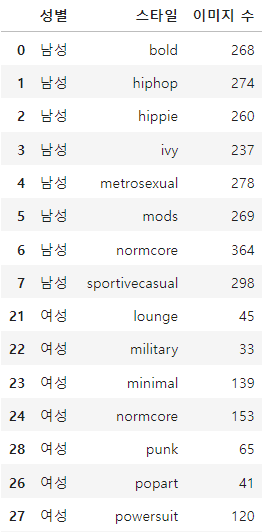 성별 스타일 이미지 수
0 남성 bold 268
1 남성 hiphop 274
2 남성 hippie 260
3 남성 ivy 237
4 남성 metrosexual 278
5 남성 mods 269
6 남성 normcore 364
7 남성 sportivecasual 298
21 여성 lounge 45
22 여성 military 33
23 여성 minimal 139
24 여성 normcore 153
28 여성 punk 65
26 여성 popart 41
27 여성 powersuit 120